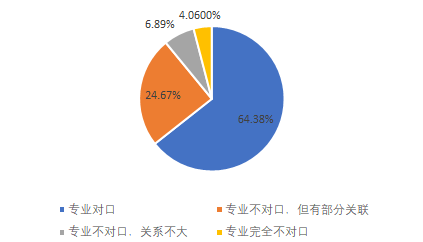 4.0600%
6.89%
24.67%
64.38%
专业对口
专业不对口，但有部分关联
专业不对口，关系不大
专业完全不对口